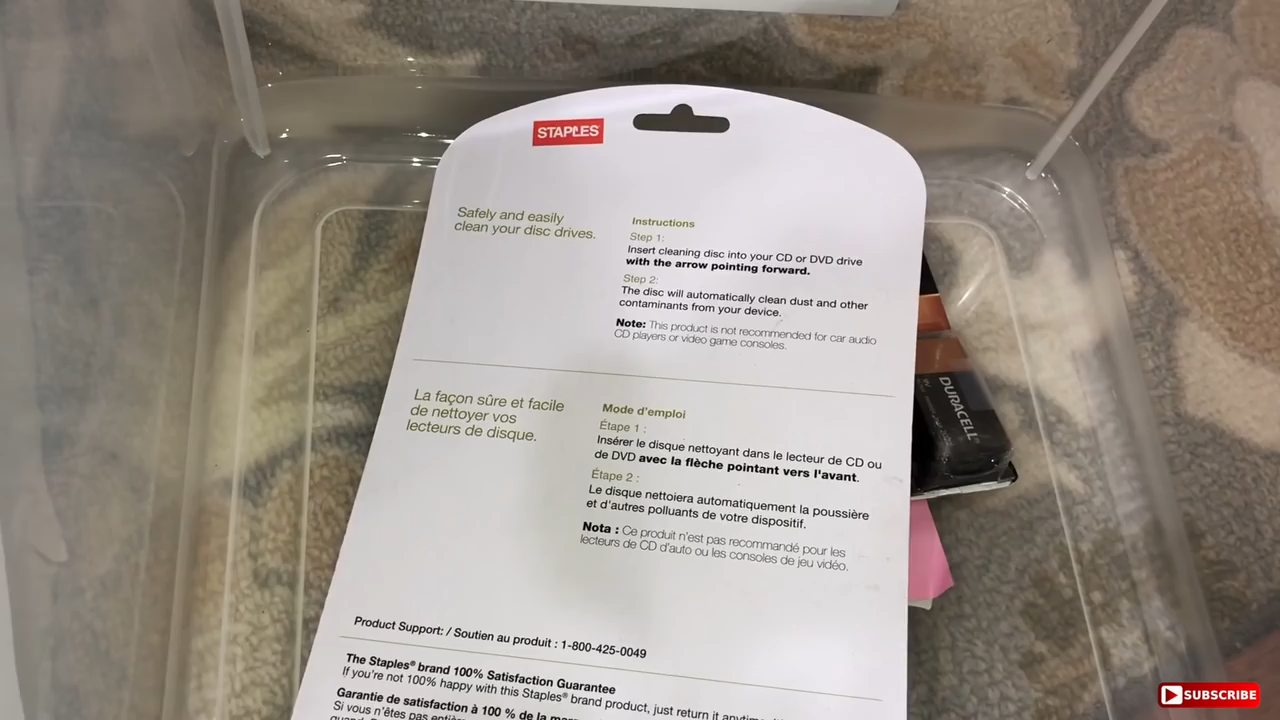 STAPLES
Safely and easily
clean your disc drives.
Instructions
Step 1:
Insert cleaning disc into your CD or DVD drive
with the arrow pointing forward.
Step 2:
The disc will automatically clean dust and other
contaminants from your device.
Note: This product is not recommended for car audio
CD players or video game consoles.
La façon sûre et facile
de nettoyer vos
lecteurs de disque.
Mode d'emploi
Étape 1 :
Insérer le disque nettoyant dans le lecteur de CD ou
de DVD avec la flèche pointant vers l'avant.
Étape 2 :
Le disque nettoiera automatiquement la poussière
et d'autres polluants de votre dispositif.
Nota : Ce produit n'est pas recommandé pour les
lecteurs de CD d'auto ou les consoles de jeu vidéo.
Product Support: / Soutien au produit : 1-800-425-0049
The Staples® brand 100% Satisfaction Guarantee
If you're not 100% happy with this Staples® brand product, just return it
Garantie de satisfaction à 100 % de la
Si vous n'êtes pas
DURACELL
9V
SUBSCRIBE